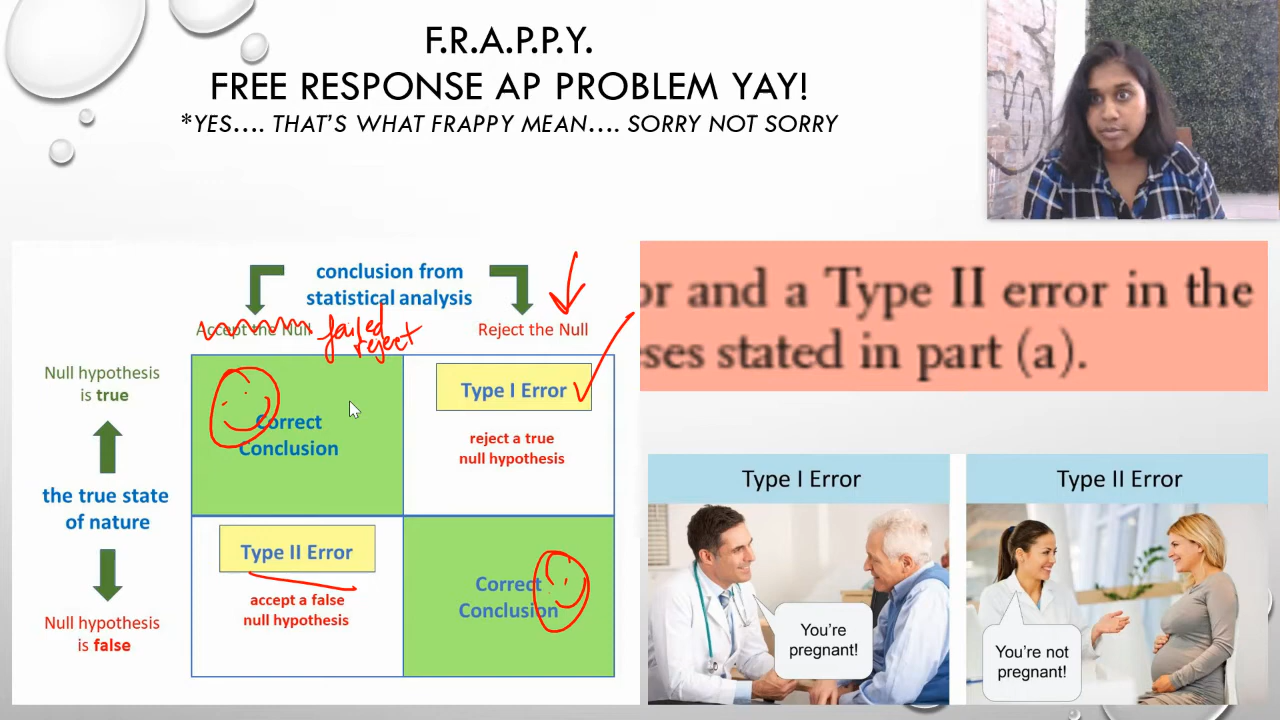 F.R.A.P.P.Y.
FREE RESPONSE AP PROBLEM YAY!
*YES.... THAT'S WHAT FRAPPY MEAN.... SORRY NOT SORRY
conclusion from
statistical analysis
Accept the Null
failed
reject
Reject the Null
Null hypothesis
is true
the true state
of nature
Null hypothesis
is false
Correct
Conclusion
Type I Error
reject a true
null hypothesis
Type II Error
accept a false
null hypothesis
Correct
Conclusion
or and a Type II error in the
ses stated in part (a).
Type I Error
You're
pregnant!
Type II Error
You're not
pregnant!